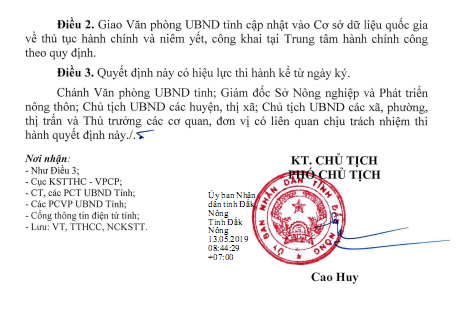 Điều 2. Giao Văn phòng UBND tỉnh cập nhật vào Cơ sở dữ liệu quốc gia
về thủ tục hành chính và niêm yết, công khai tại Trung tâm hành chính công
theo quy định.
Điều 3. Quyết định này có hiệu lực thi hành kể từ ngày ký.
Chánh Văn phòng UBND tỉnh; Giám đốc Sở Nông nghiệp và Phát triển
nông thôn; Chủ tịch UBND các huyện, thị xã; Chủ tịch UBND các xã, phường,
thị trấn và Thủ trưởng các cơ quan, đơn vị có liên quan chịu trách nhiệm thi
hành quyết định này./.
Nơi nhận:
- Như Điều 3;
- Cục KSTTHC - VPCP;
- CT, các PCT UBND Tỉnh;
- Các PCVP UBND Tỉnh;
- Cổng thông tin điện tử tỉnh;
- Lưu: VT, TTHCC, NCKSTT.
KT. CHỦ TỊCH
PHÓ CHỦ TỊCH
Ủy ban Nhân
dân tỉnh Đắk
Nông
Tỉnh Đắk
Nông
13.05.2019
08:44:29
+07:00
ỦY BAN NHÂN DÂN TỈNH ĐẮK NÔNG
Cao Huy